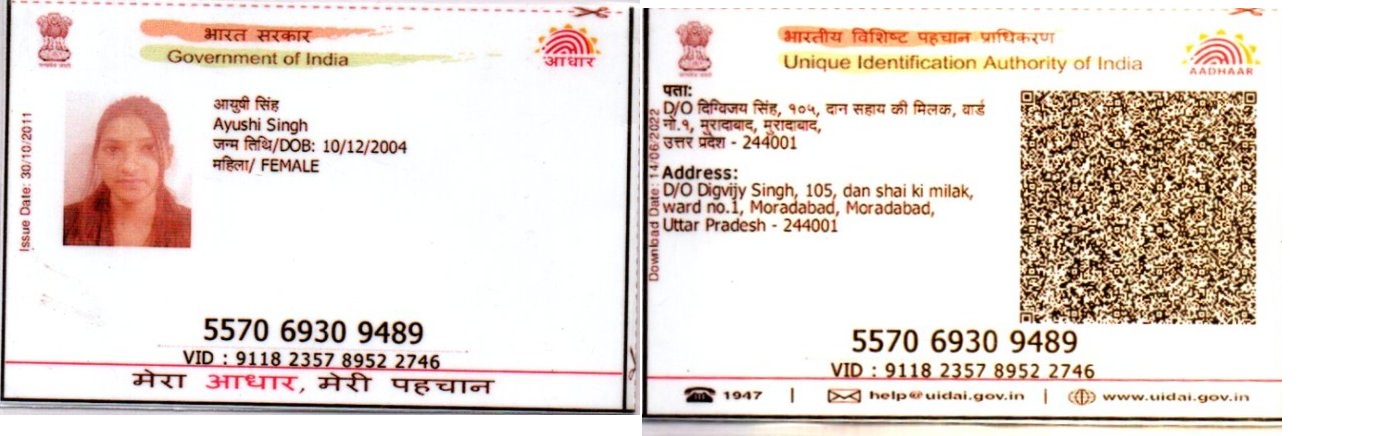 भारत सरकार
Government of India
आधार
Issue Date: 30/10/2011
आयुषी सिंह
Ayushi Singh
जन्म तिथि/DOB: 10/12/2004
महिला/ FEMALE
5570 6930 9489
VID : 9118 2357 8952 2746
मेरा आधार, मेरी पहचान
भारतीय विशिष्ट पहचान प्राधिकरण
Unique Identification Authority of India
AADHAAR
Download Date: 14/06/2022
पता:
D/O दिग्विजय सिंह, १०५, दान सहाय की मिलक, वार्ड
नो.१, मुरादाबाद, मुरादाबाद,
उत्तर प्रदेश - 244001
Address:
D/O Digvijy Singh, 105, dan shai ki milak,
ward no.1, Moradabad, Moradabad,
Uttar Pradesh - 244001
5570 6930 9489
VID : 9118 2357 8952 2746
1947 | help@uidai.gov.in | www.uidai.gov.in